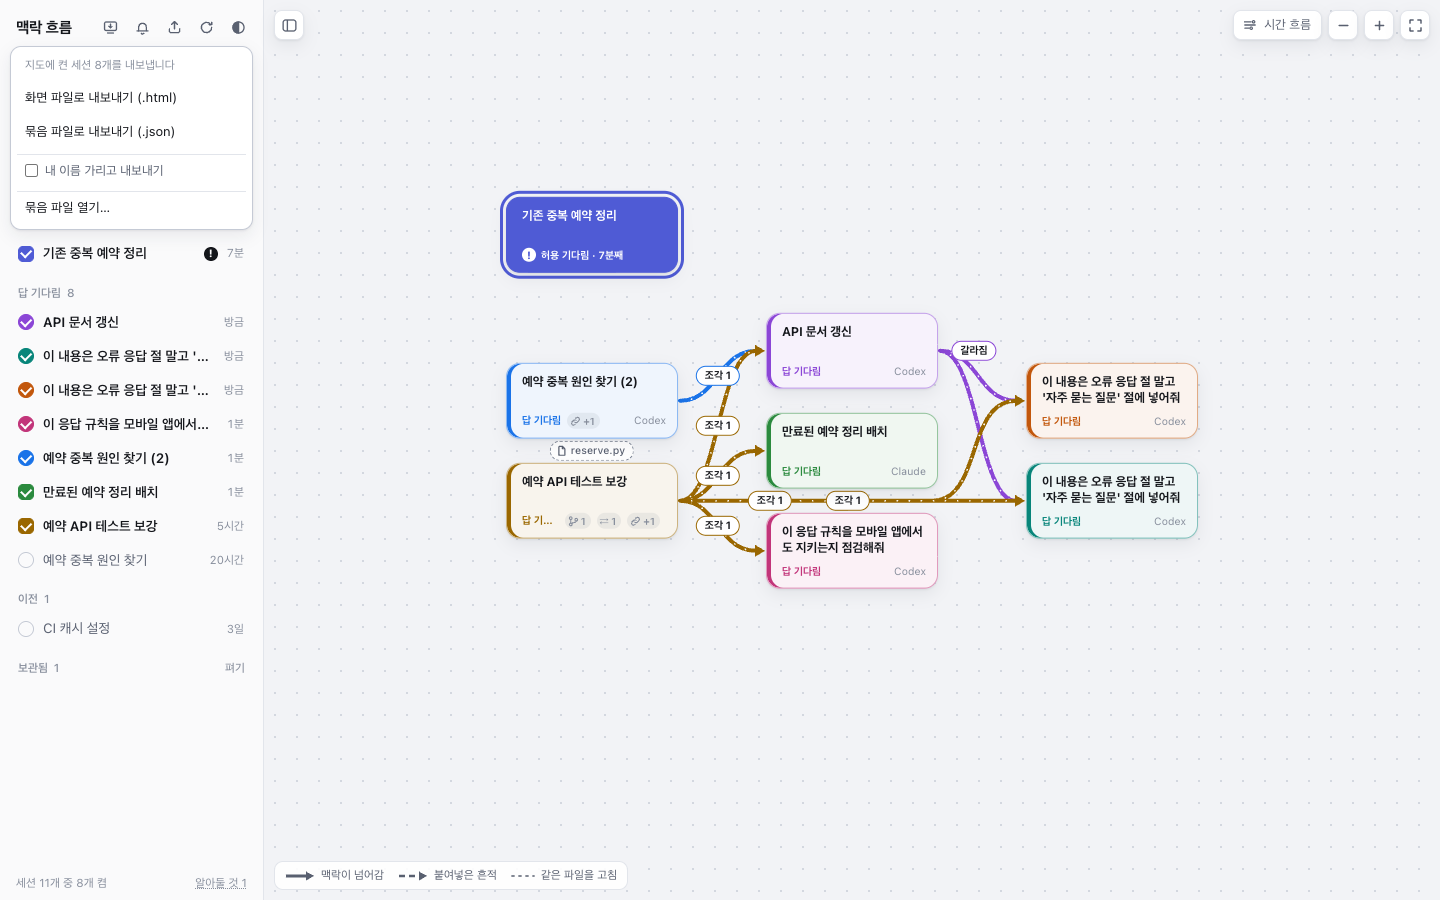 맥락 흐름
지도에 켠 세션 8개를 내보냅니다
화면 파일로 내보내기 (.html)
묶음 파일로 내보내기 (.json)
내 이름 가리고 내보내기
묶음 파일 열기...
기존 중복 예약 정리 ! 7분
답 기다림 8
API 문서 갱신 방금
이 내용은 오류 응답 절 말고 '... 방금
이 내용은 오류 응답 절 말고 '... 방금
이 응답 규칙을 모바일 앱에서... 1분
예약 중복 원인 찾기 (2) 1분
만료된 예약 정리 배치 1분
예약 API 테스트 보강 5시간
예약 중복 원인 찾기 20시간
이전 1
CI 캐시 설정 3일
보관됨 1 펴기
세션 11개 중 8개 켬 알아둘 것 1
시간 흐름
기존 중복 예약 정리
! 허용 기다림 · 7분째
예약 중복 원인 찾기 (2)
답 기다림 +1 Codex
reserve.py
예약 API 테스트 보강
답 기... 1 1 +1
조각 1
조각 1
조각 1
조각 1
조각 1
조각 1
API 문서 갱신
답 기다림 Codex
갈라짐
만료된 예약 정리 배치
답 기다림 Claude
이 응답 규칙을 모바일 앱에서
도 지키는지 점검해줘
답 기다림 Codex
이 내용은 오류 응답 절 말고
'자주 묻는 질문' 절에 넣어줘
답 기다림 Codex
이 내용은 오류 응답 절 말고
'자주 묻는 질문' 절에 넣어줘
답 기다림 Codex
맥락이 넘어감 붙여넣은 흔적 같은 파일을 고침